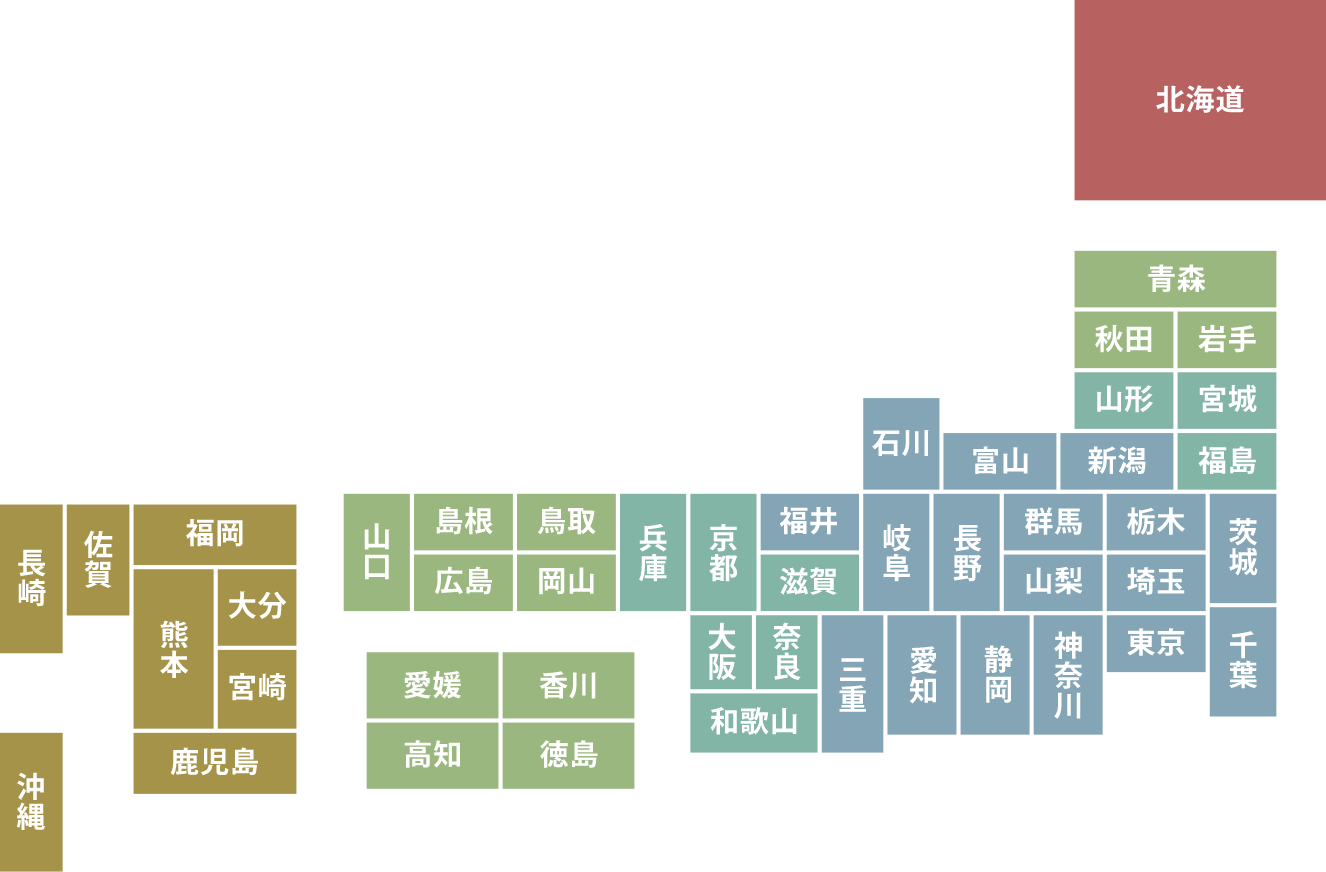 北海道
青森
秋田
岩手
山形
宮城
石川
富山
新潟
福島
山口
島根
鳥取
兵庫
京都
福井
岐阜
長野
群馬
栃木
茨城
広島
岡山
滋賀
山梨
埼玉
大阪
奈良
三重
愛知
静岡
神奈川
東京
千葉
和歌山
長崎
佐賀
福岡
熊本
大分
宮崎
鹿児島
沖縄
愛媛
香川
高知
徳島